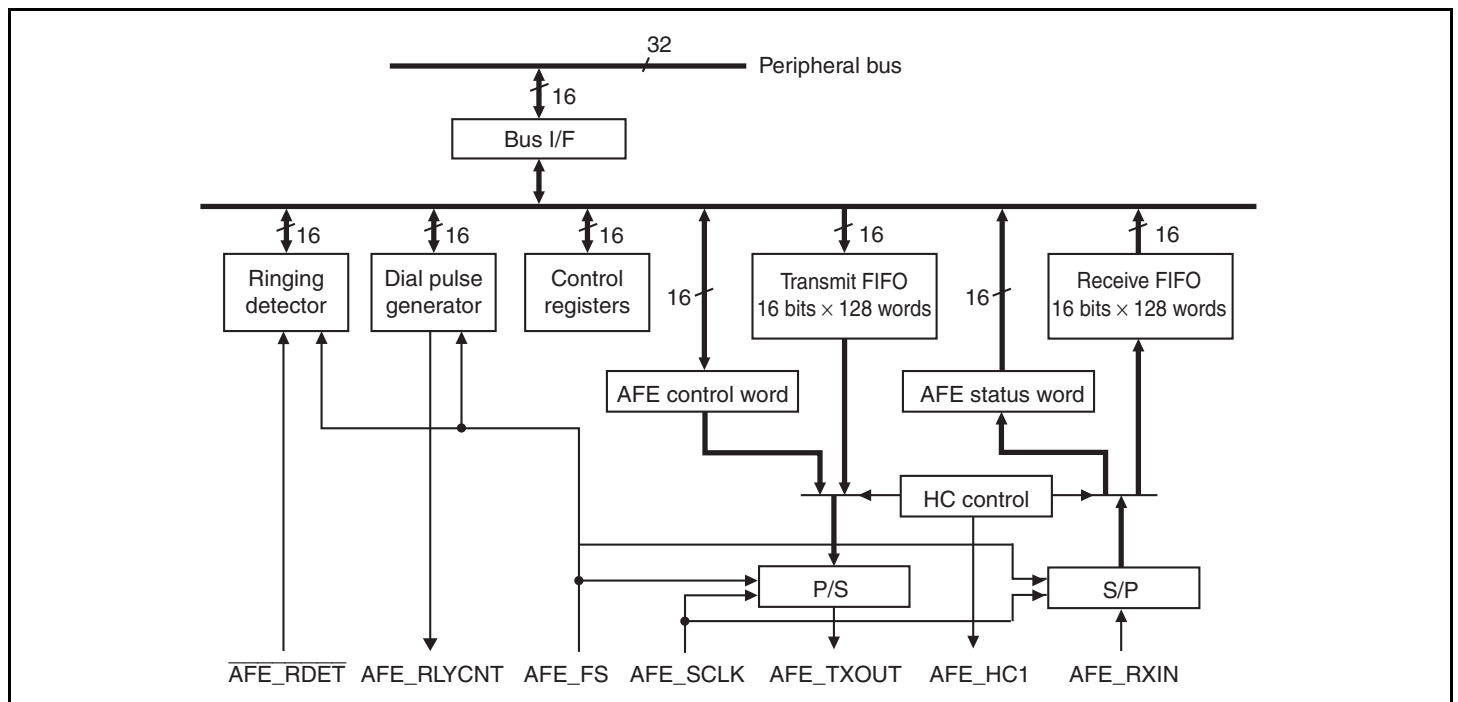 32
Peripheral bus
16
Bus I/F
16
16
16
16
16
Ringing
detector
Dial pulse
generator
Control
registers
Transmit FIFO
16 bits × 128 words
Receive FIFO
16 bits × 128 words
16
16
AFE control word
AFE status word
HC control
P/S
S/P
AFE_RDET
AFE_RLYCNT
AFE_FS
AFE_SCLK
AFE_TXOUT
AFE_HC1
AFE_RXIN